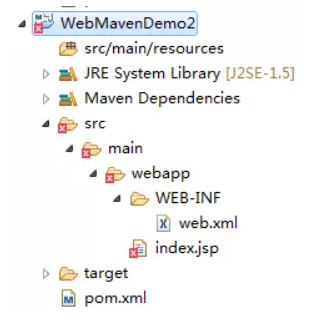 WebMavenDemo2
src/main/resources
JRE System Library [J2SE-1.5]
Maven Dependencies
src
main
webapp
WEB-INF
web.xml
index.jsp
target
pom.xml